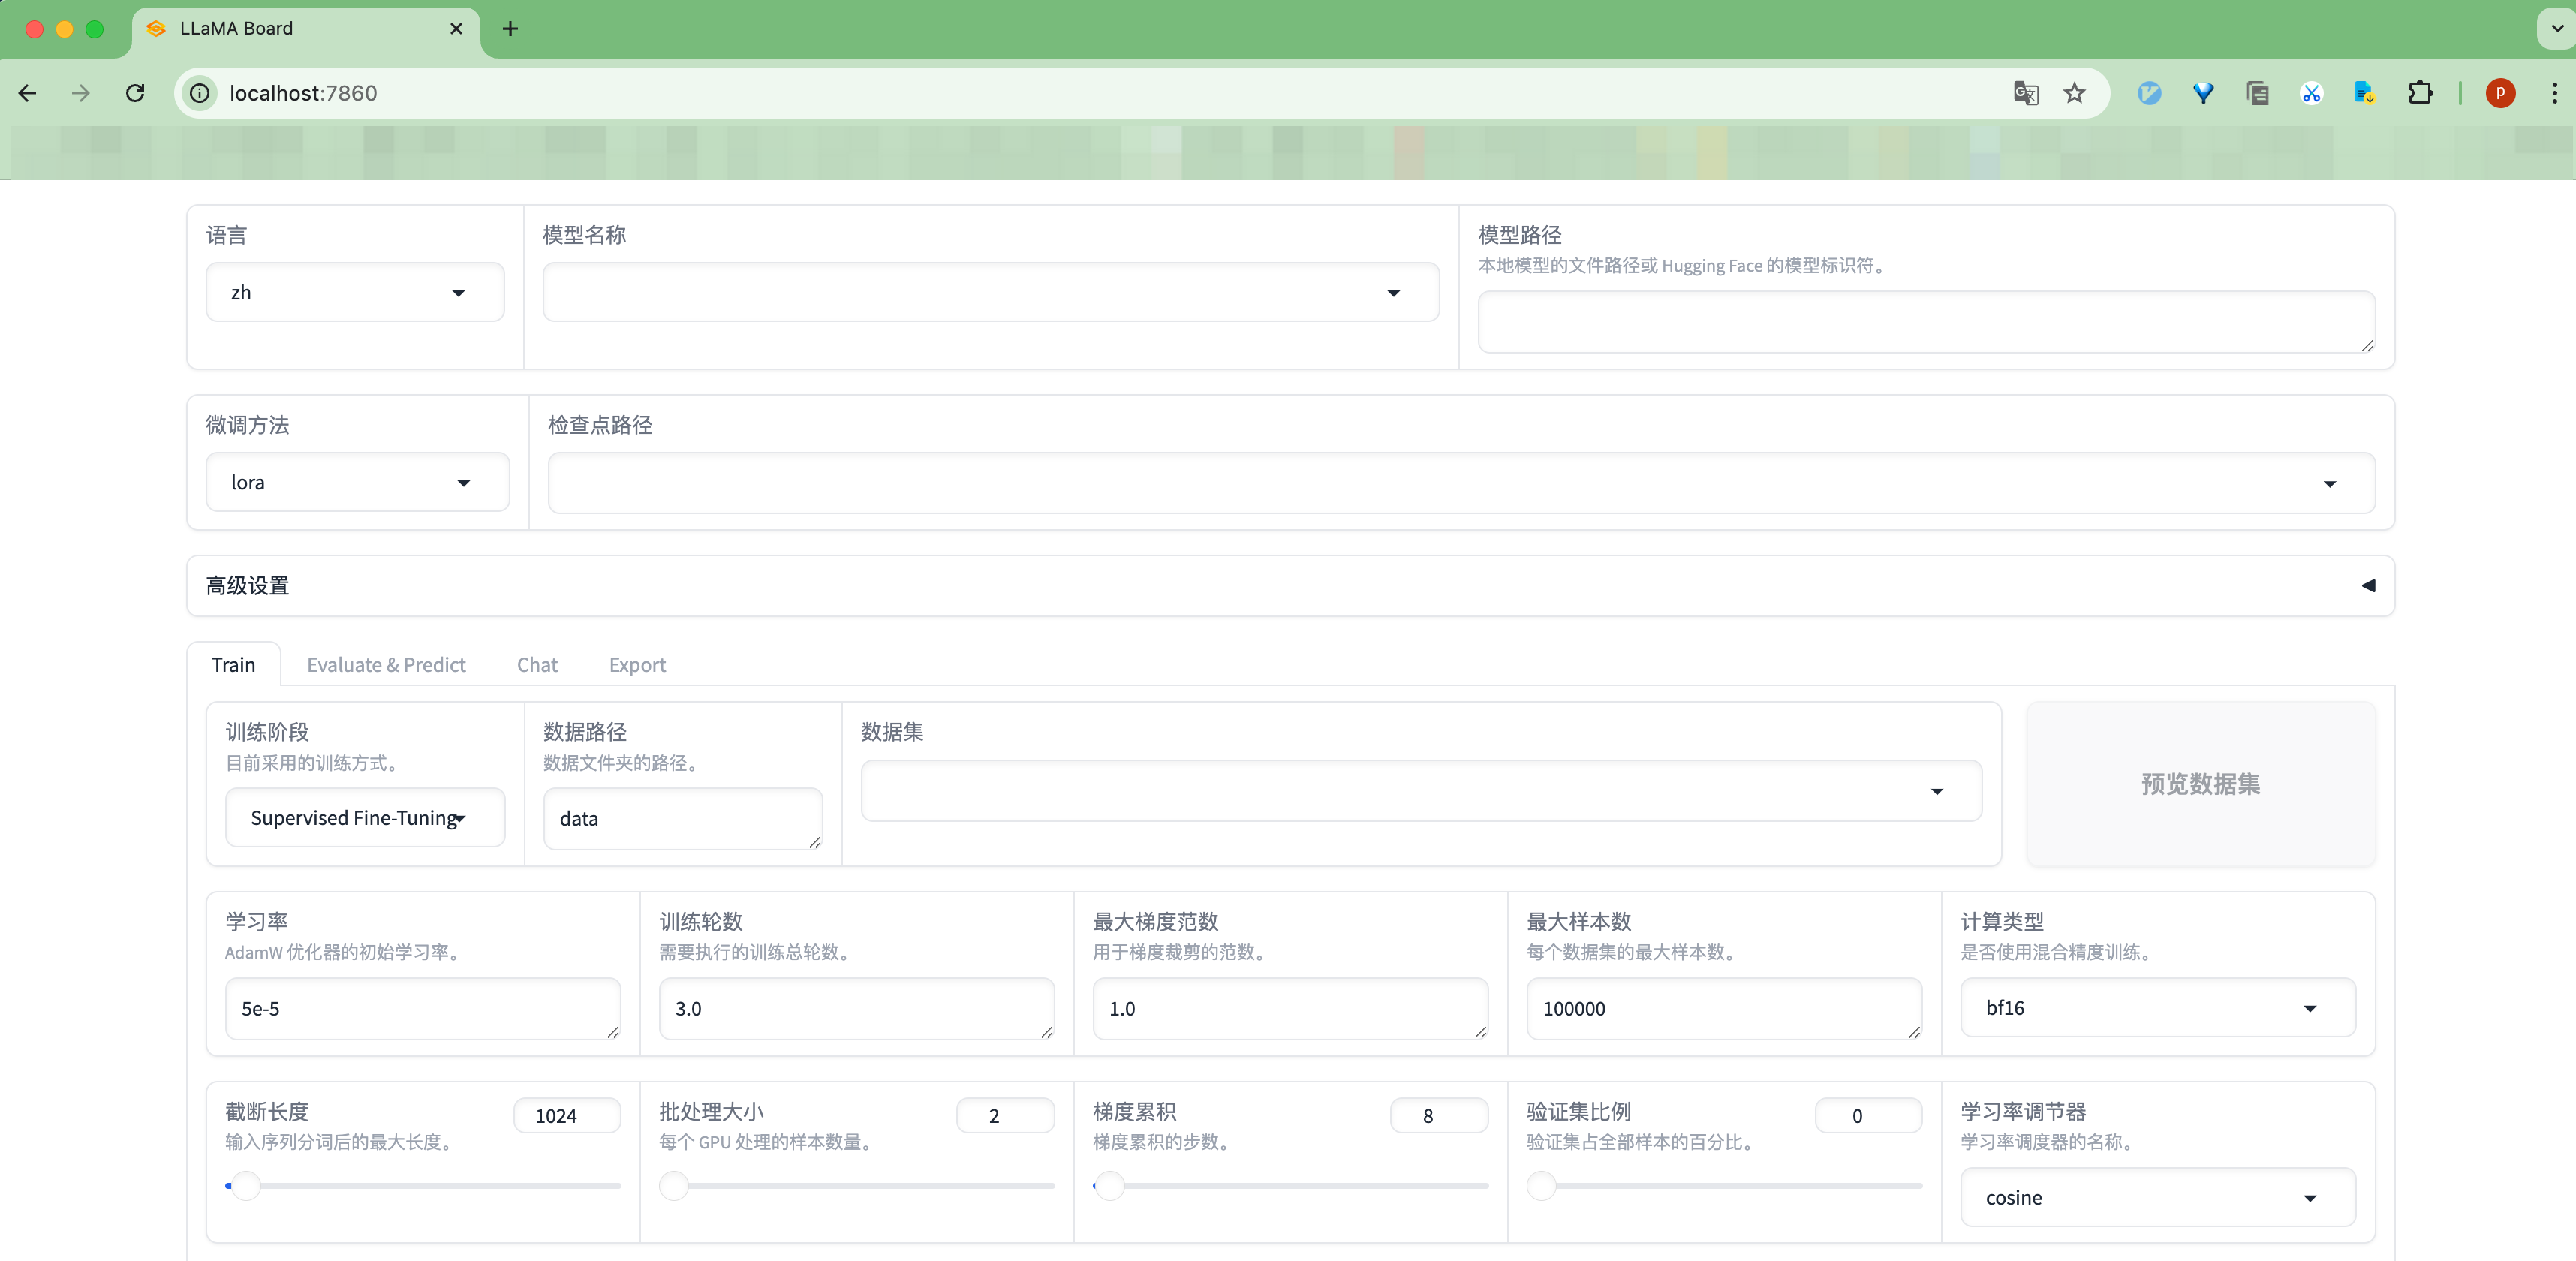 LLaMA Board
localhost:7860
P
语言
模型名称
模型路径
本地模型的文件路径或 Hugging Face 的模型标识符。
zh
微调方法
检查点路径
lora
高级设置
Train
Evaluate & Predict
Chat
Export
训练阶段
目前采用的训练方式。
Supervised Fine-Tuning
数据路径
数据文件夹的路径。
data
数据集
预览数据集
学习率
AdamW 优化器的初始学习率。
5e-5
训练轮数
需要执行的训练总轮数。
3.0
最大梯度范数
用于梯度裁剪的范数。
1.0
最大样本数
每个数据集的最大样本数。
100000
计算类型
是否使用混合精度训练。
bf16
截断长度
1024
输入序列分词后的最大长度。
批处理大小
2
每个 GPU 处理的样本数量。
梯度累积
8
梯度累积的步数。
验证集比例
0
验证集占全部样本的百分比。
学习率调节器
学习率调度器的名称。
cosine